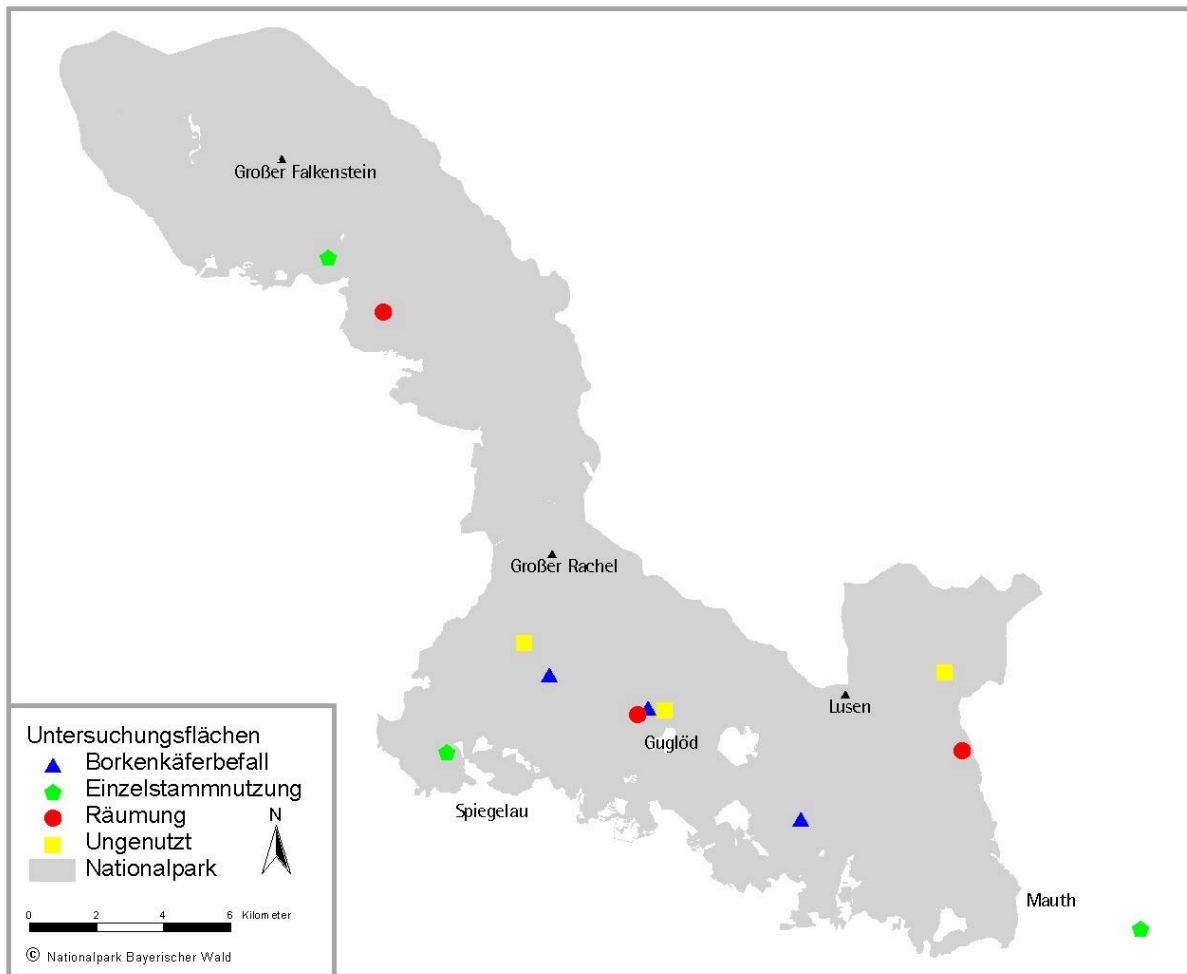 Großer Falkenstein
Großer Rachel
Lusen
Guglöd
Spiegelau
Mauth
Untersuchungsflächen
Borkenkäferbefall
Einzelstammnutzung
Räumung
Ungenutzt
Nationalpark
N
0 2 4 6 Kilometer
© Nationalpark Bayerischer Wald